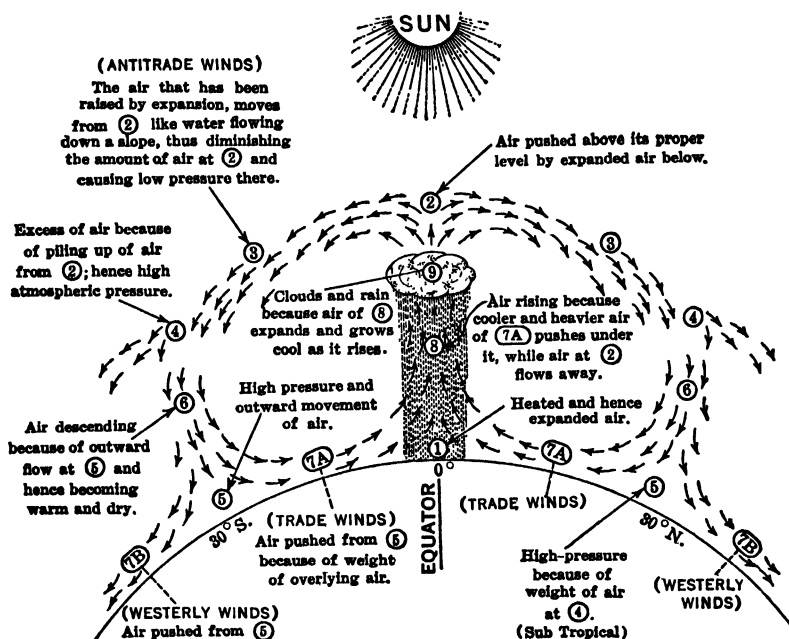 SUN
(ANTITRADE WINDS)
The air that has been
raised by expansion, moves
from ② like water flowing
down a slope, thus diminishing
the amount of air at ② and
causing low pressure there.
Air pushed above its proper
level by expanded air below.
②
③
③
Excess of air because
of piling up of air
from ②; hence high
atmospheric pressure.
⑨
Clouds and rain
because air of ⑧
expands and grows
cool as it rises.
Air rising because
cooler and heavier air
of 7A pushes under
it, while air at ②
flows away.
④
④
⑧
⑥
⑥
High pressure and
outward movement
of air.
Heated and hence
expanded air.
Air descending
because of outward
flow at ⑤ and
hence becoming
warm and dry.
①
7A
7A
0°
⑤
⑤
30° S.
30° N.
(TRADE WINDS)
Air pushed from ⑤
because of weight
of overlying air.
EQUATOR
(TRADE WINDS)
High-pressure
because of
weight of air
at ④.
(Sub Tropical)
7B
7B
(WESTERLY WINDS)
Air pushed from ⑤
(WESTERLY
WINDS)